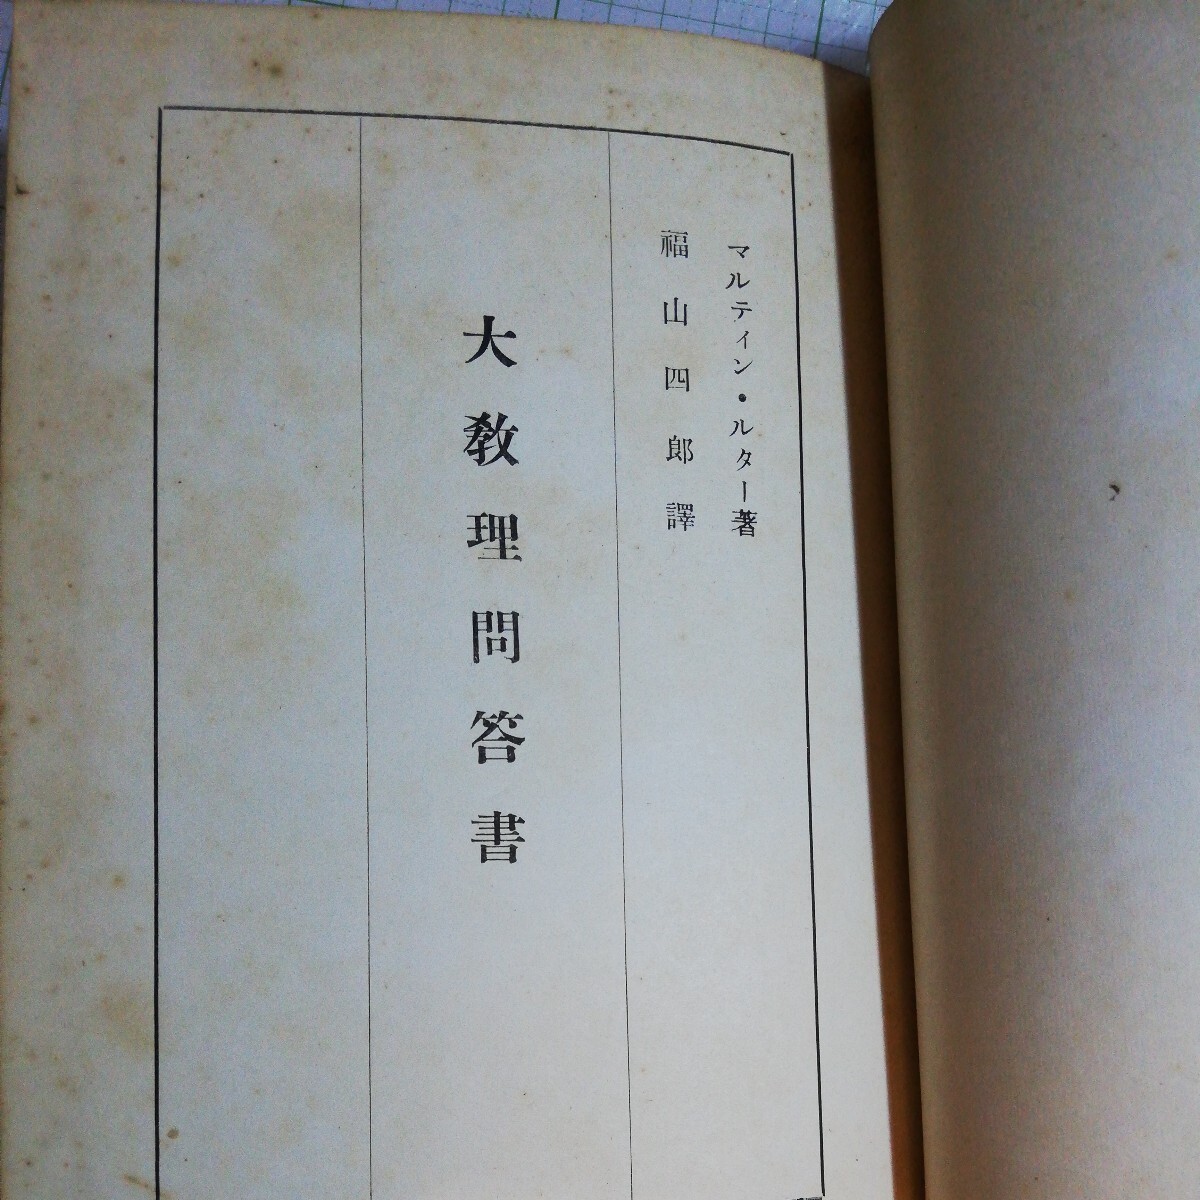 マルティン・ルター著
福山四郎譯
大教理問答書